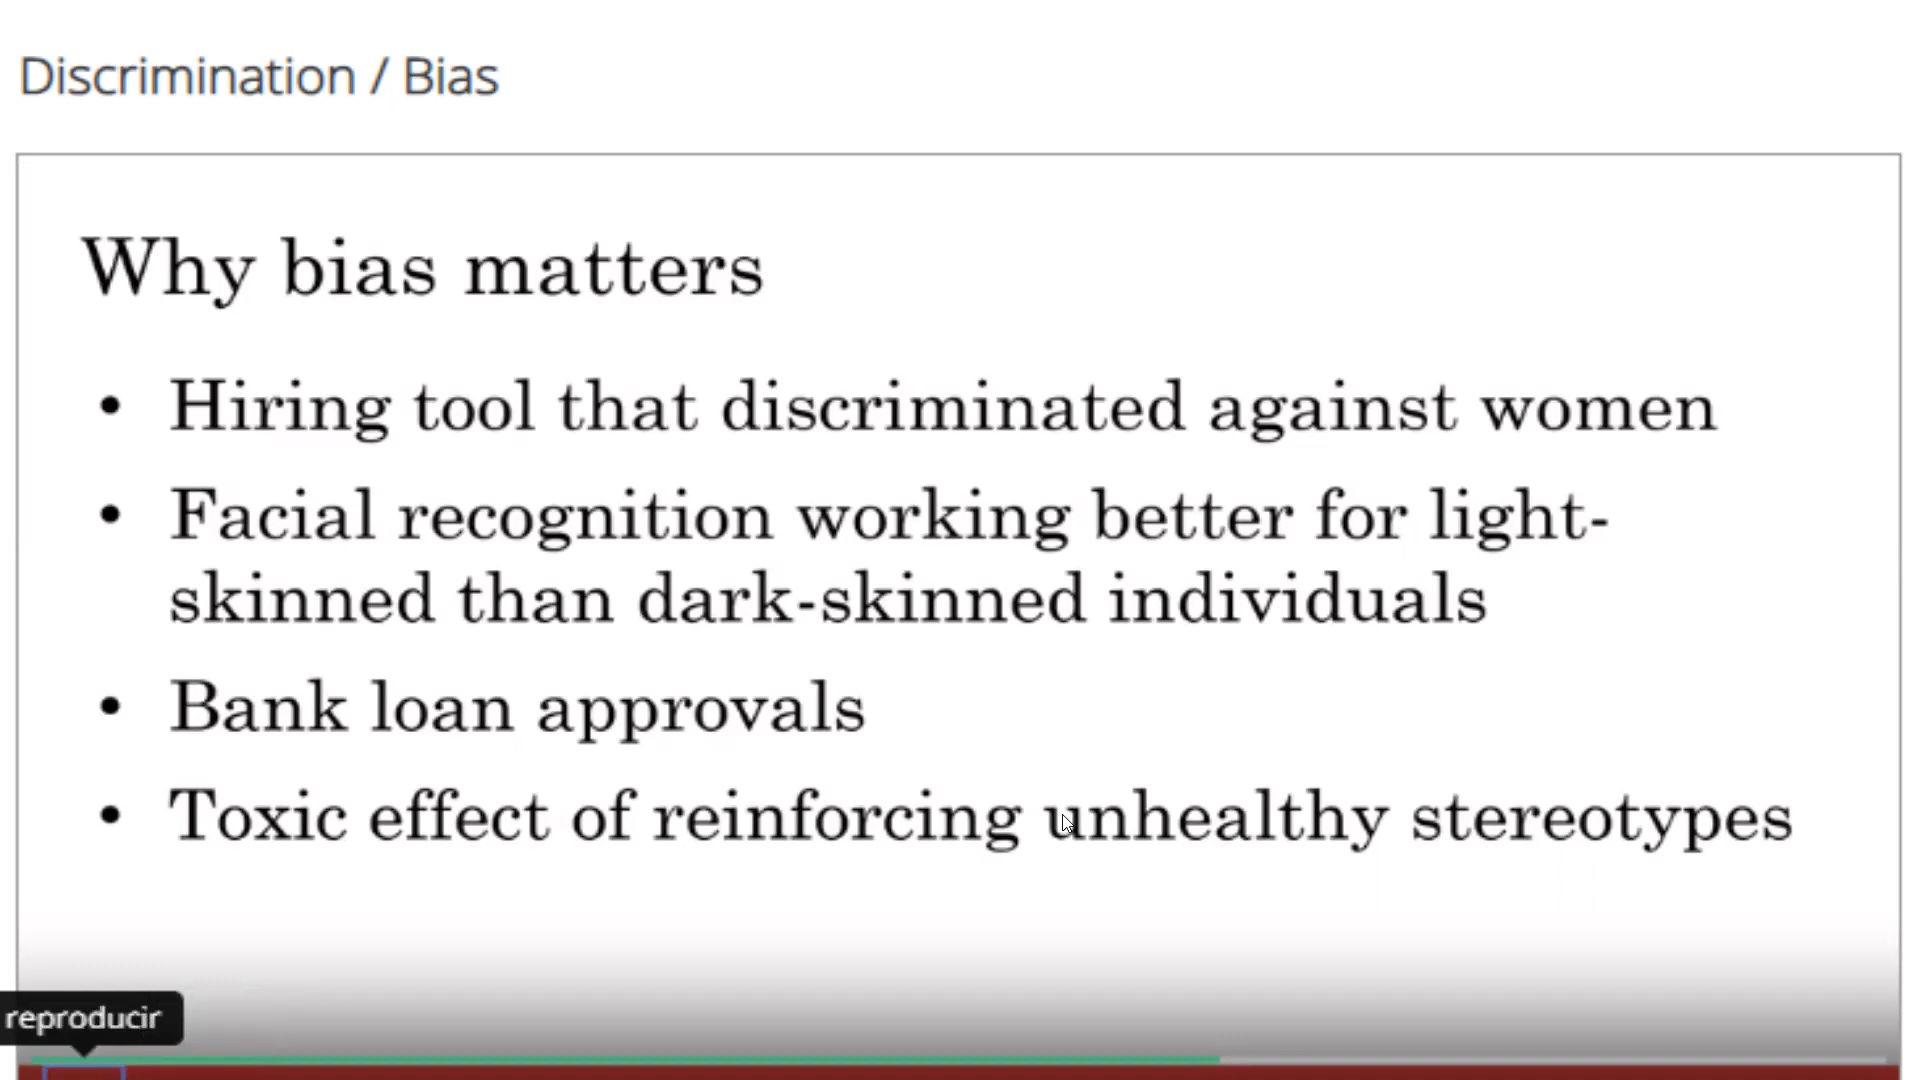 Discrimination / Bias
Why bias matters
• Hiring tool that discriminated against women
• Facial recognition working better for light-
skinned than dark-skinned individuals
• Bank loan approvals
• Toxic effect of reinforcing unhealthy stereotypes
reproducir